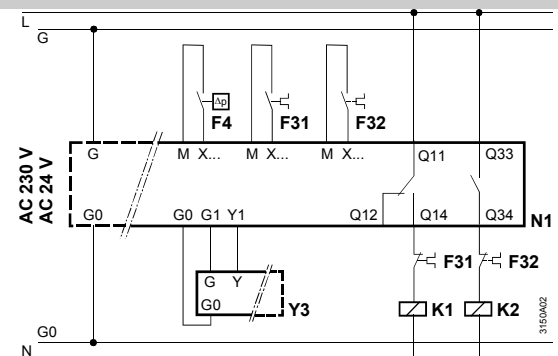 L
G
Δp
F4 F31 F32
AC 230 V
AC 24 V
G M X... M X... M X... Q11 Q33
G0 G0 G1 Y1 Q12 Q14 Q34 N1
F31 F32
G Y
G0 Y3
K1 K2
3150A02
G0
N